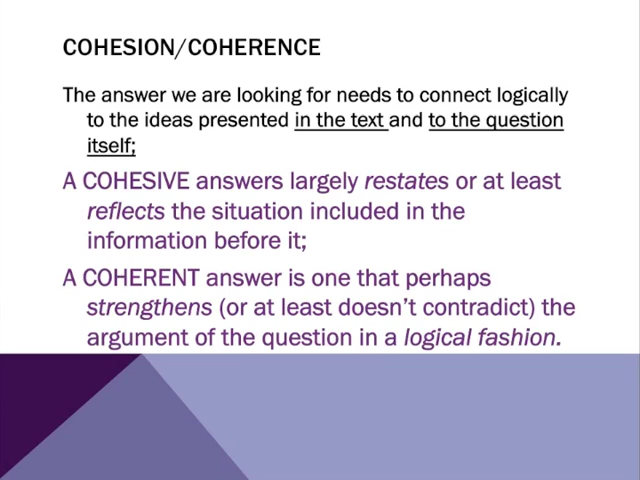 COHESION/COHERENCE
The answer we are looking for needs to connect logically
to the ideas presented in the text and to the question
itself;
A COHESIVE answers largely restates or at least
reflects the situation included in the
information before it;
A COHERENT answer is one that perhaps
strengthens (or at least doesn't contradict) the
argument of the question in a logical fashion.